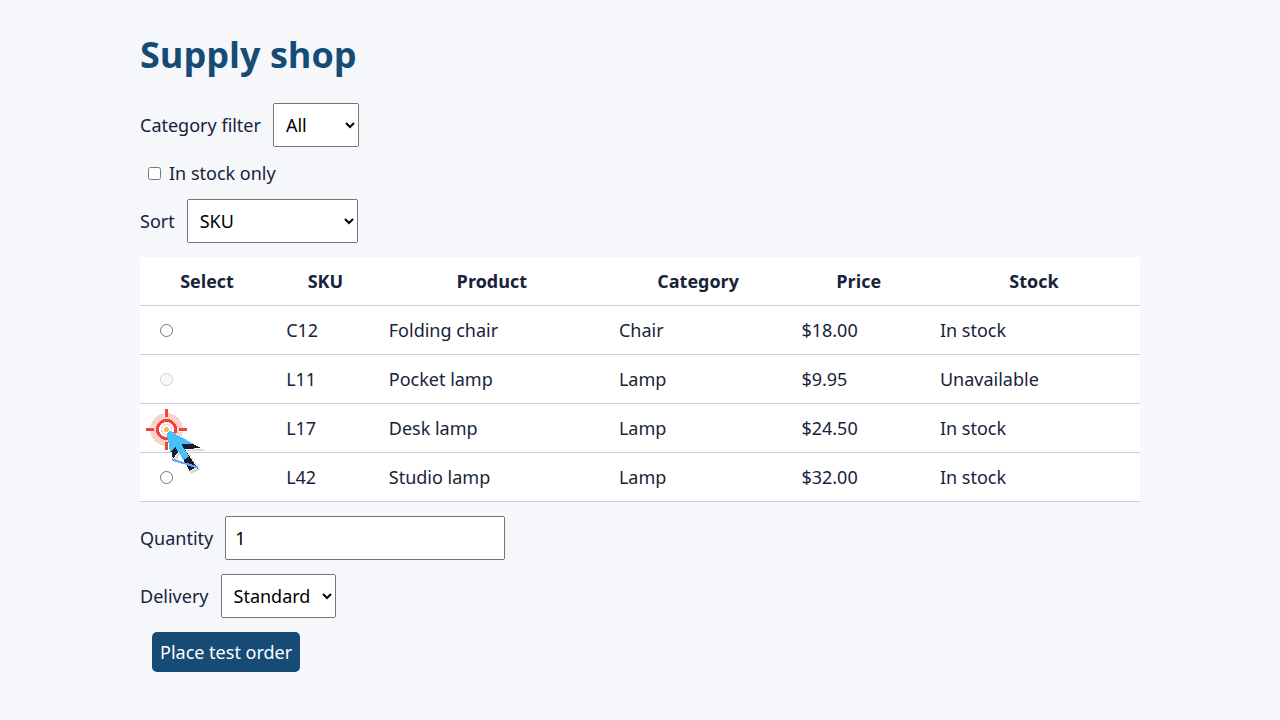 Supply shop
Category filter All
In stock only
Sort SKU
Select SKU Product Category Price Stock
C12 Folding chair Chair $18.00 In stock
L11 Pocket lamp Lamp $9.95 Unavailable
L17 Desk lamp Lamp $24.50 In stock
L42 Studio lamp Lamp $32.00 In stock
Quantity 1
Delivery Standard
Place test order